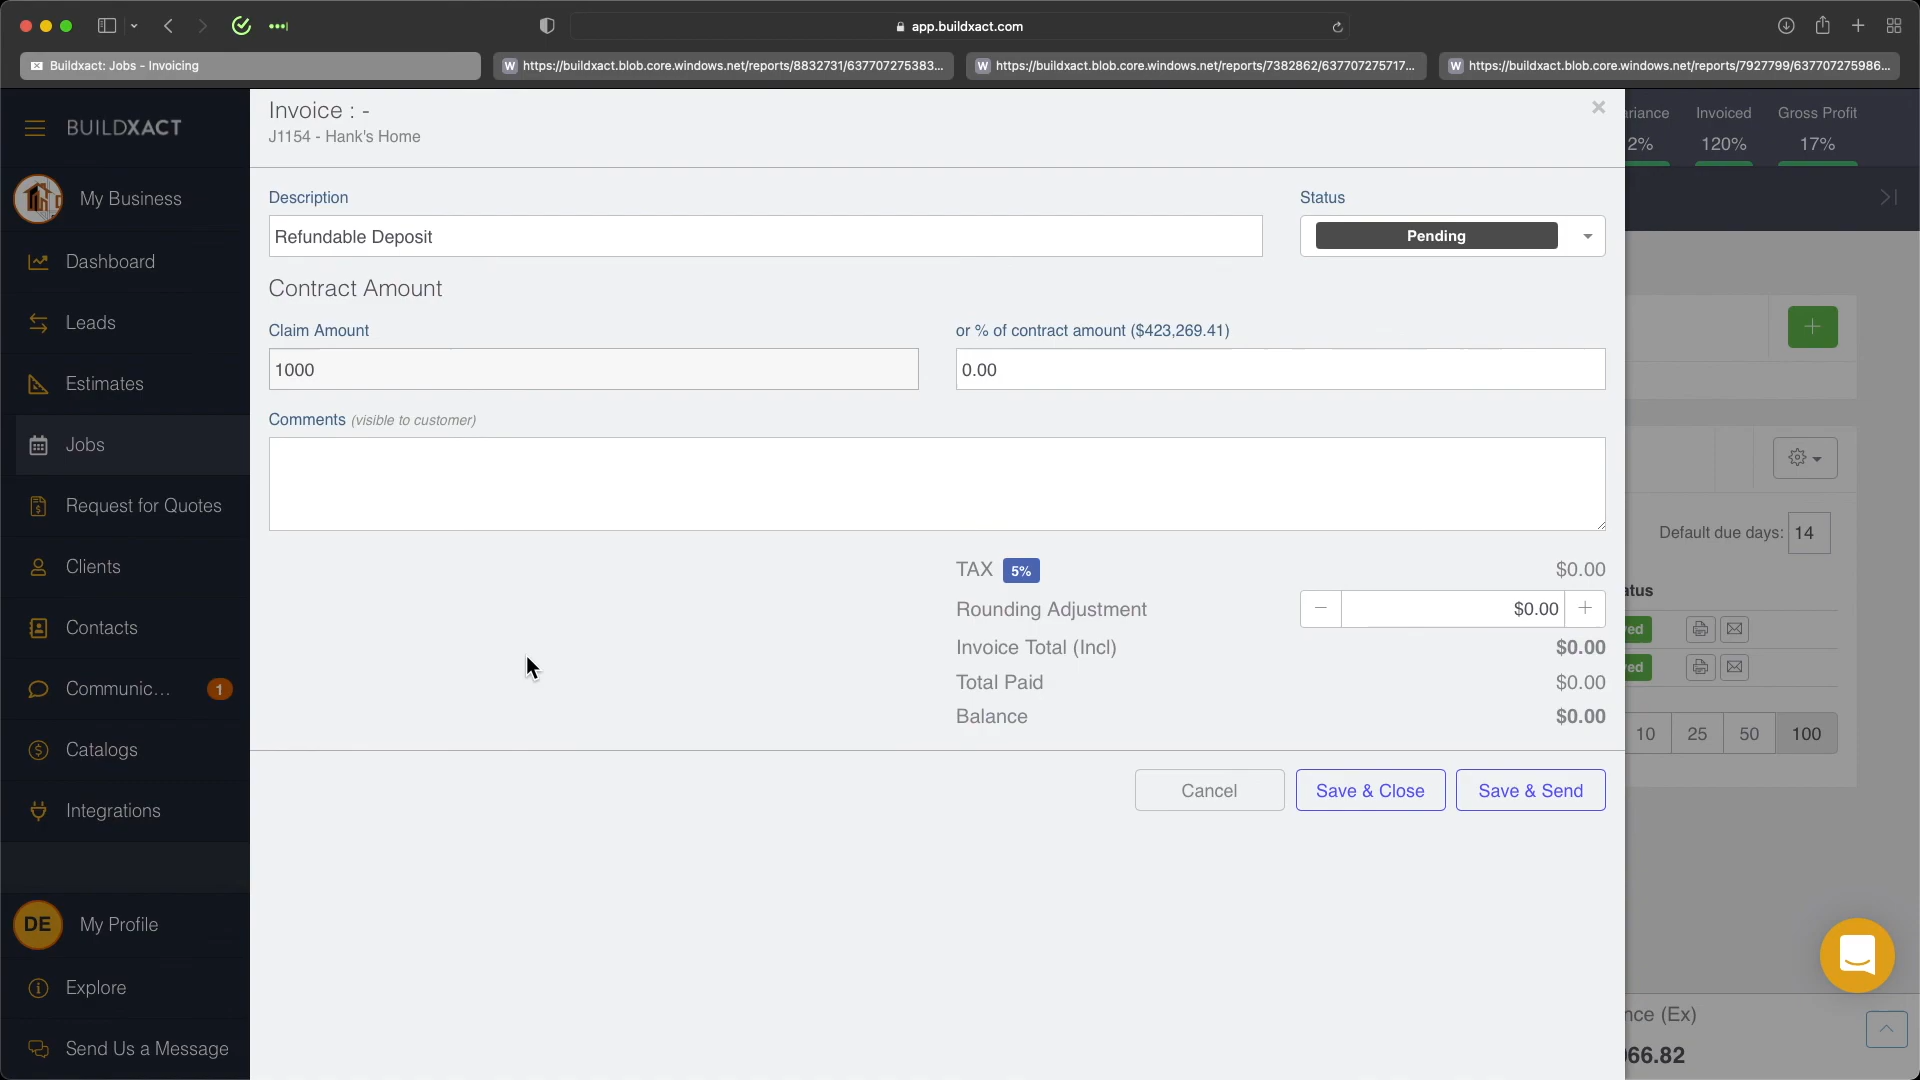 app.buildxact.com
Buildxact: Jobs - Invoicing
W https://buildxact.blob.core.windows.net/reports/8832731/637707275383...
W https://buildxact.blob.core.windows.net/reports/7382862/637707275717...
W https://buildxact.blob.core.windows.net/reports/7927799/637707275986...
BUILDXACT
My Business
Dashboard
Leads
Estimates
Jobs
Request for Quotes
Clients
Contacts
Communic... 1
Catalogs
Integrations
DE My Profile
Explore
Send Us a Message
Invoice : -
J1154 - Hank's Home
Description
Refundable Deposit
Status
Pending
Contract Amount
Claim Amount
1000
or % of contract amount ($423,269.41)
0.00
Comments (visible to customer)
TAX 5% $0.00
Rounding Adjustment − $0.00 +
Invoice Total (Incl) $0.00
Total Paid $0.00
Balance $0.00
Cancel Save & Close Save & Send
riance Invoiced Gross Profit
2% 120% 17%
Default due days: 14
atus
ed
ed
10 25 50 100
nce (Ex)
66.82